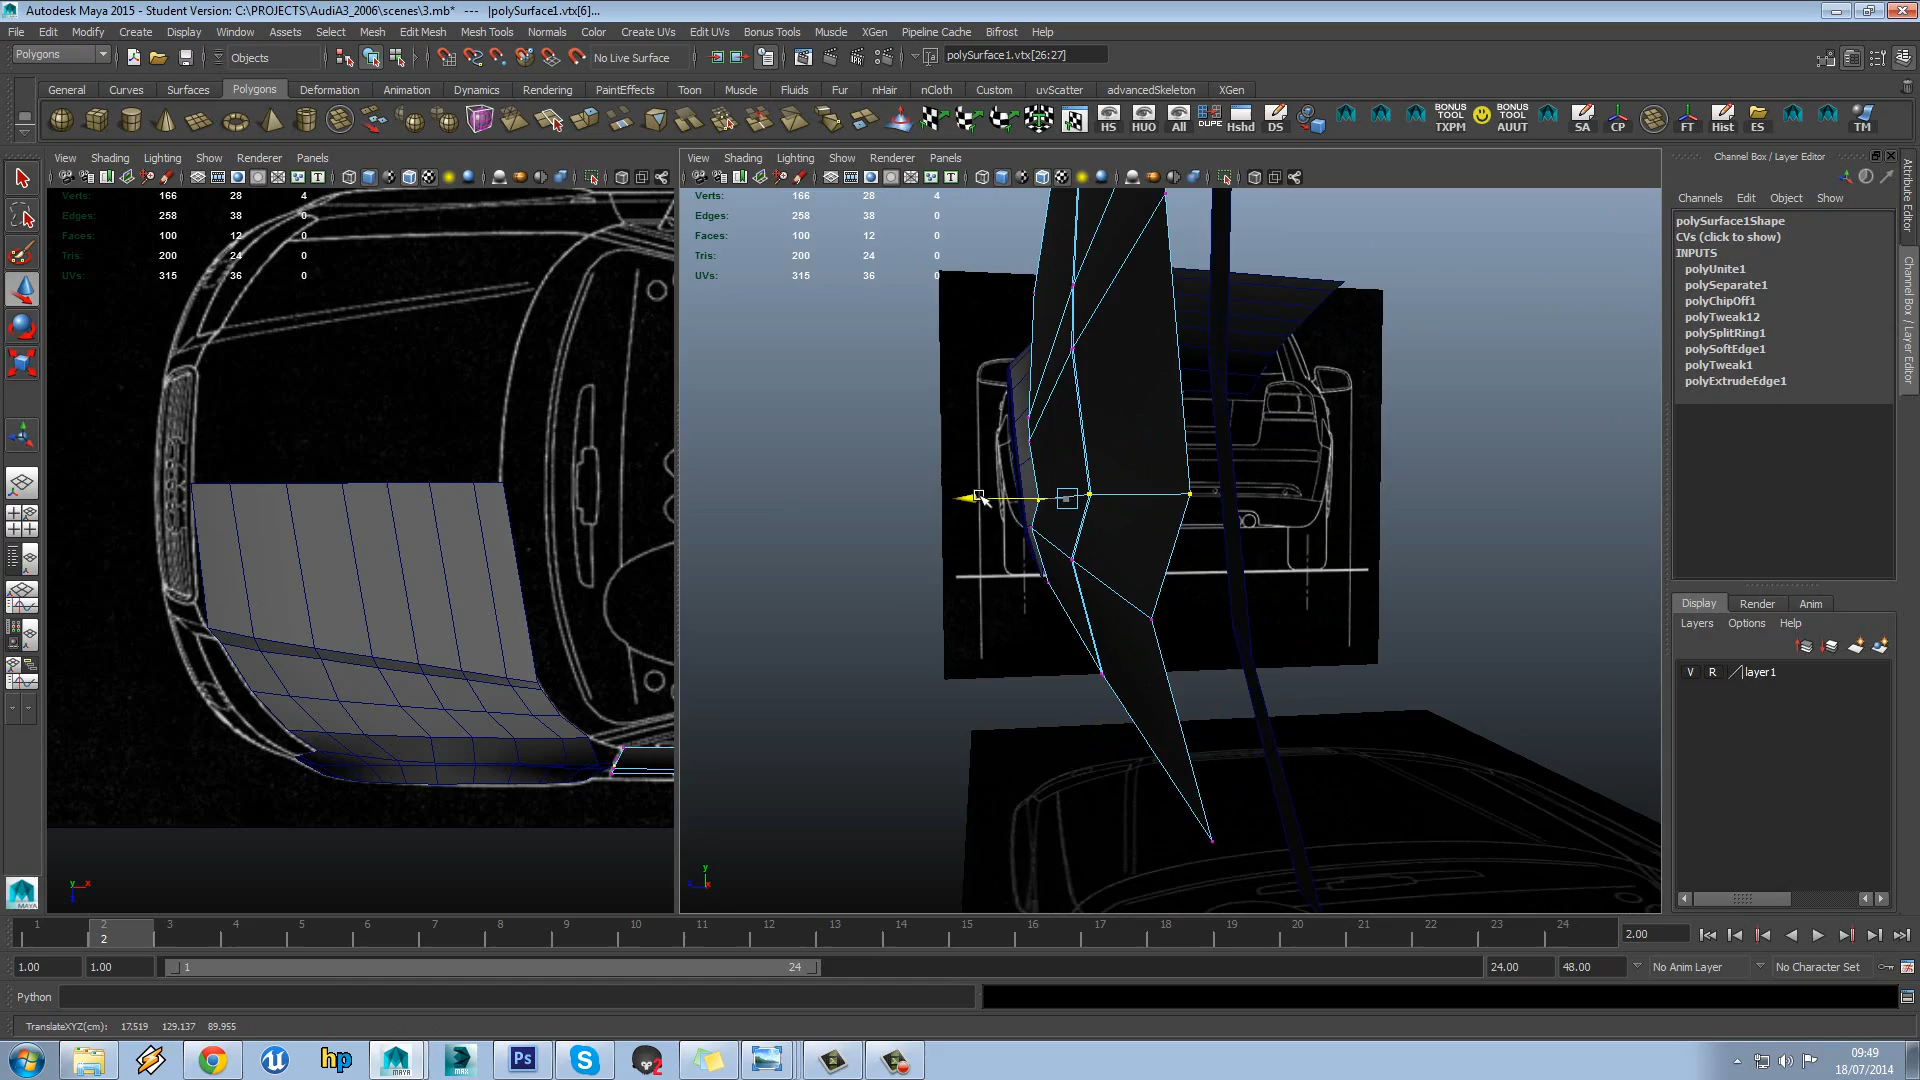 Autodesk Maya 2015 - Student Version: C:\PROJECTS\AudiA3_2006\scenes\3.mb* --- |polySurface1.vtx[6]...
File Edit Modify Create Display Window Assets Select Mesh Edit Mesh Mesh Tools Normals Color Create UVs Edit UVs Bonus Tools Muscle XGen Pipeline Cache Bifrost Help
Polygons Objects No Live Surface polySurface1.vtx[26:27]
General Curves Surfaces Polygons Deformation Animation Dynamics Rendering PaintEffects Toon Muscle Fluids Fur nHair nCloth Custom uvScatter advancedSkeleton XGen
HS HUO All DUPE Hshd DS BONUS TOOL TXPM BONUS TOOL AUUT SA CP FT Hist ES TM
View Shading Lighting Show Renderer Panels
Verts: 166 28 4
Edges: 258 38 0
Faces: 100 12 0
Tris: 200 24 0
UVs: 315 36 0
View Shading Lighting Show Renderer Panels
Verts: 166 28 4
Edges: 258 38 0
Faces: 100 12 0
Tris: 200 24 0
UVs: 315 36 0
Channel Box / Layer Editor
Channels Edit Object Show
polySurface1Shape
CVs (click to show)
INPUTS
polyUnite1
polySeparate1
polyChipOff1
polyTweak12
polySplitRing1
polySoftEdge1
polyTweak1
polyExtrudeEdge1
Attribute Editor
Channel Box / Layer Editor
Display Render Anim
Layers Options Help
V R layer1
1 2 3 4 5 6 7 8 9 10 11 12 13 14 15 16 17 18 19 20 21 22 23 24
2
2.00
1.00 1.00 1 24 24.00 48.00 No Anim Layer No Character Set
Python
TranslateXYZ(cm): 17.519 129.137 89.955
hp MAYA MAX Ps 2
09:49
18/07/2014